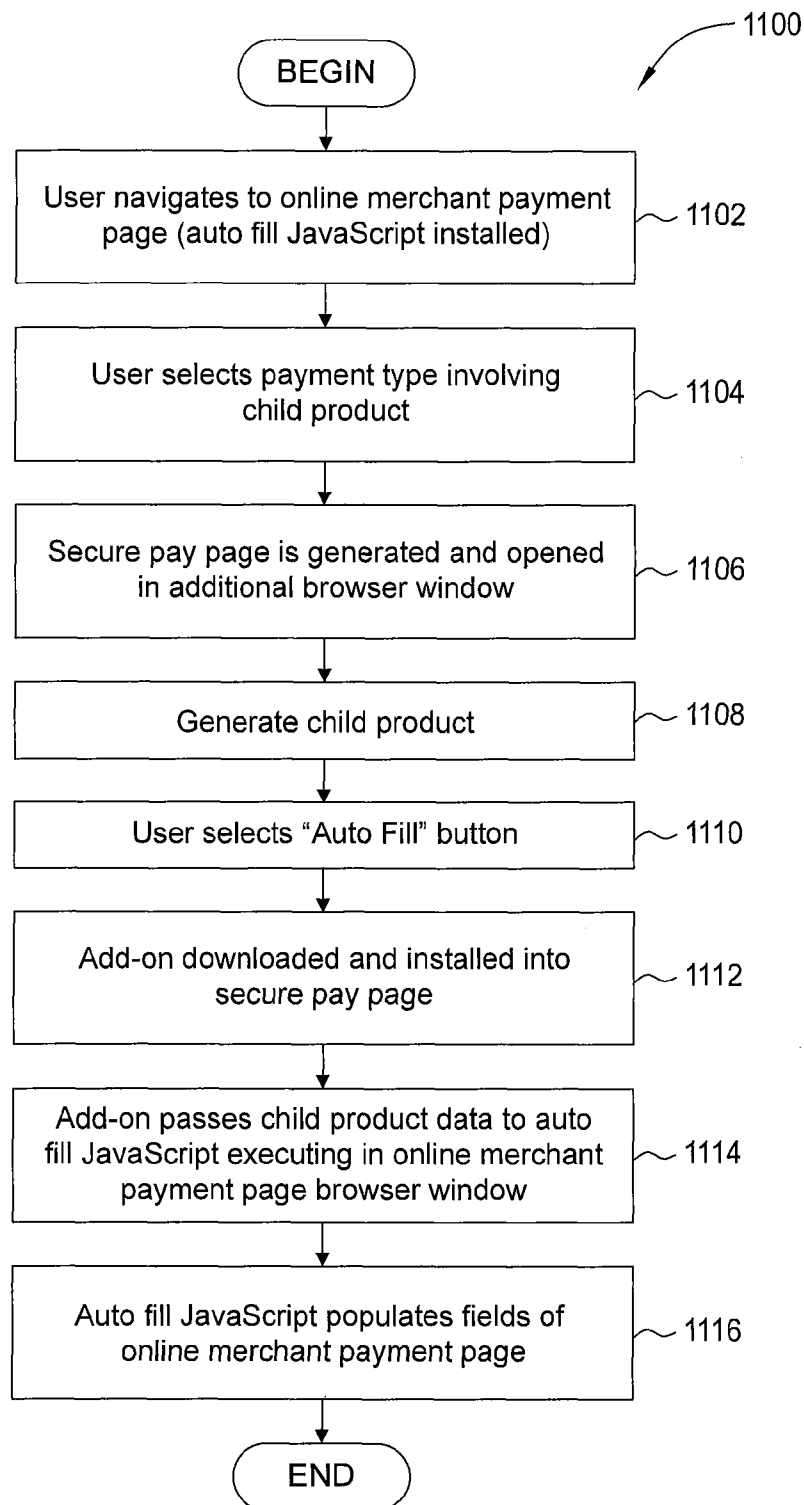 1100
BEGIN
User navigates to online merchant payment
page (auto fill JavaScript installed)
1102
User selects payment type involving
child product
1104
Secure pay page is generated and opened
in additional browser window
1106
Generate child product
1108
User selects “Auto Fill” button
1110
Add-on downloaded and installed into
secure pay page
1112
Add-on passes child product data to auto
fill JavaScript executing in online merchant
payment page browser window
1114
Auto fill JavaScript populates fields of
online merchant payment page
1116
END